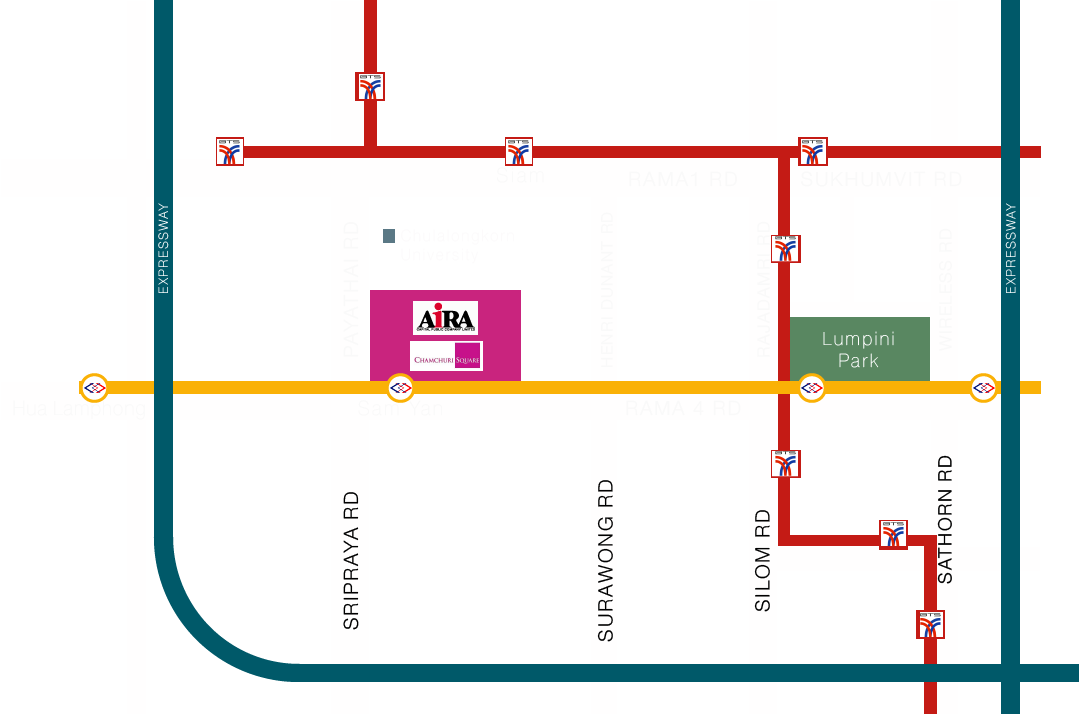 BTS
BTS
BTS
BTS
Siam
RAMA1 RD
SUKHUMVIT RD
EXPRESSWAY
PAYATHAI RD
Chulalongkorn
University
HENRI DUNANT RD
RAJADAMRI RD
BTS
WIRELESS RD
EXPRESSWAY
AiRA
CAPITAL PUBLIC COMPANY LIMITED
CHAMCHURI SQUARE
Lumpini
Park
Hua Lamphong
Samyan
RAMA 4 RD
BTS
SRIPRAYA RD
SURAWONG RD
SILOM RD
BTS
SATHORN RD
BTS